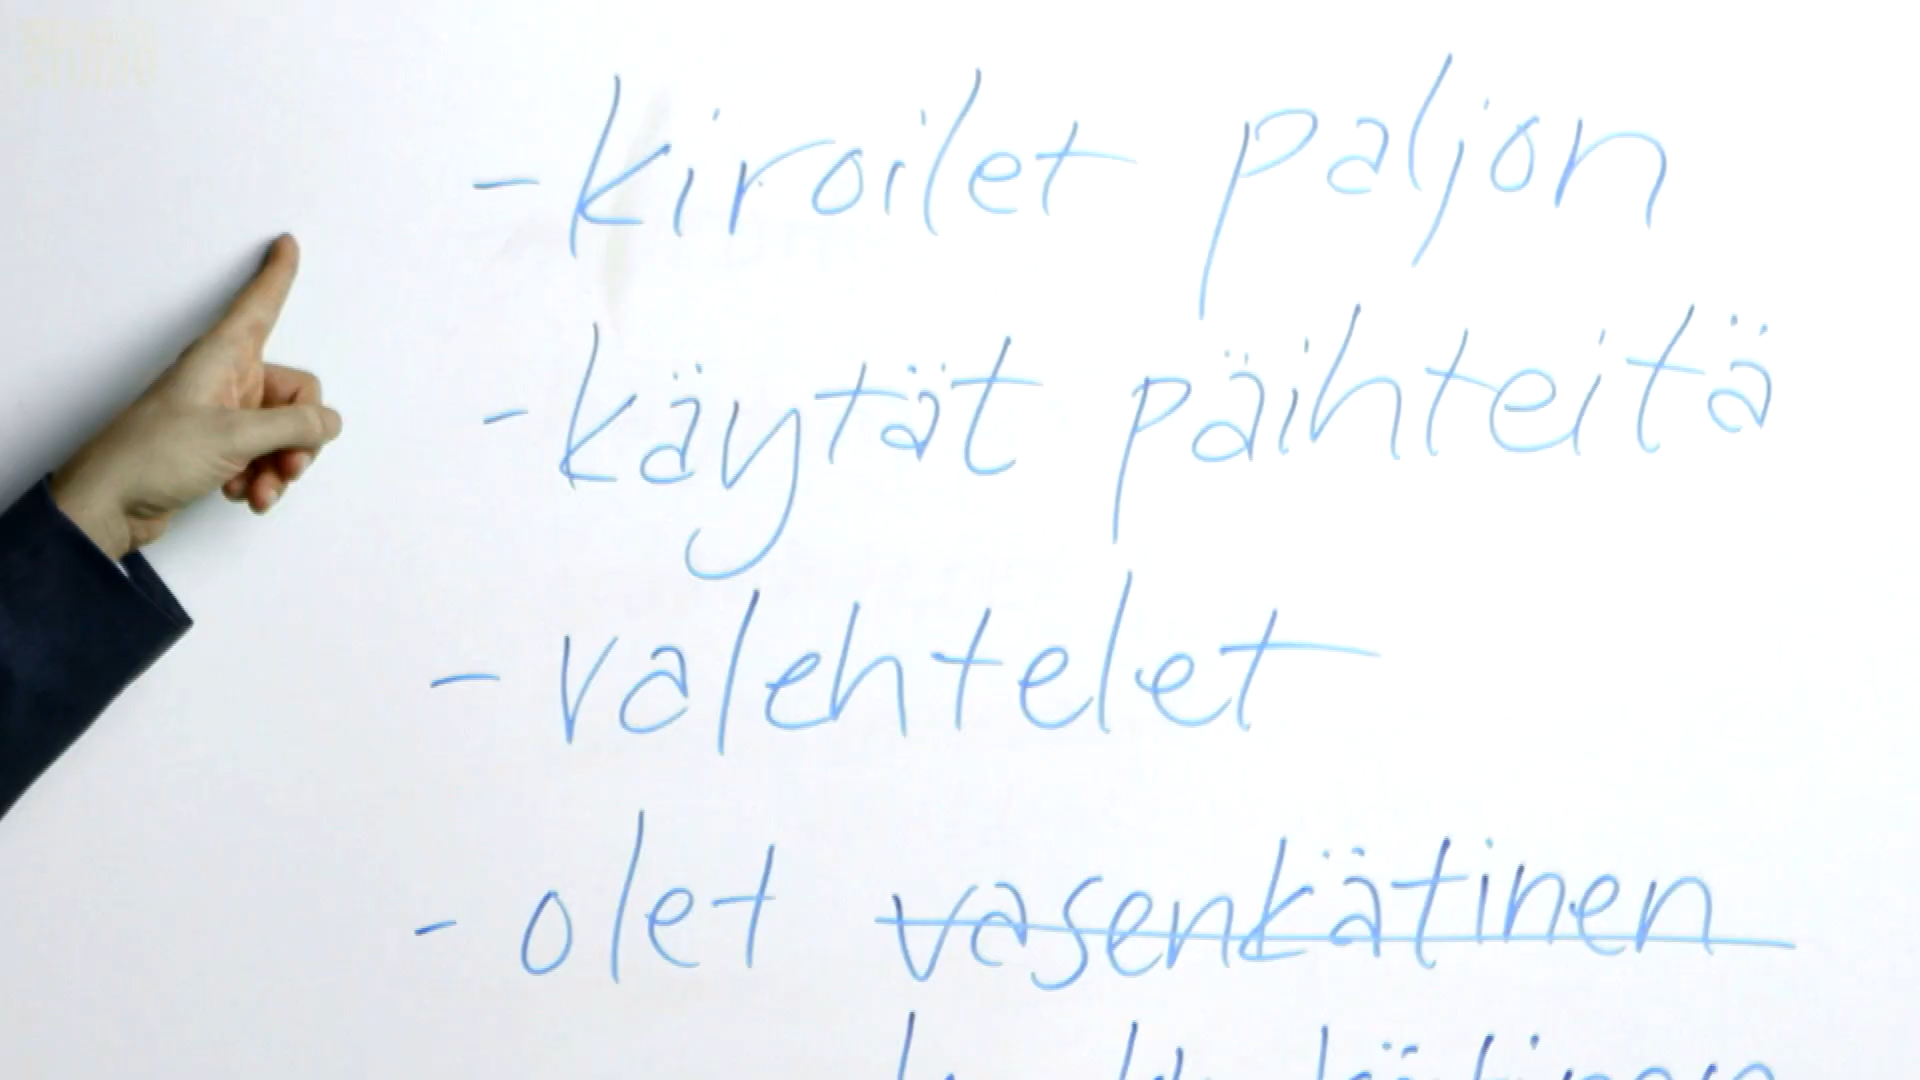 - kiroilet paljon
- käytät päihteitä
- valehtelet
- olet vasenkätinen